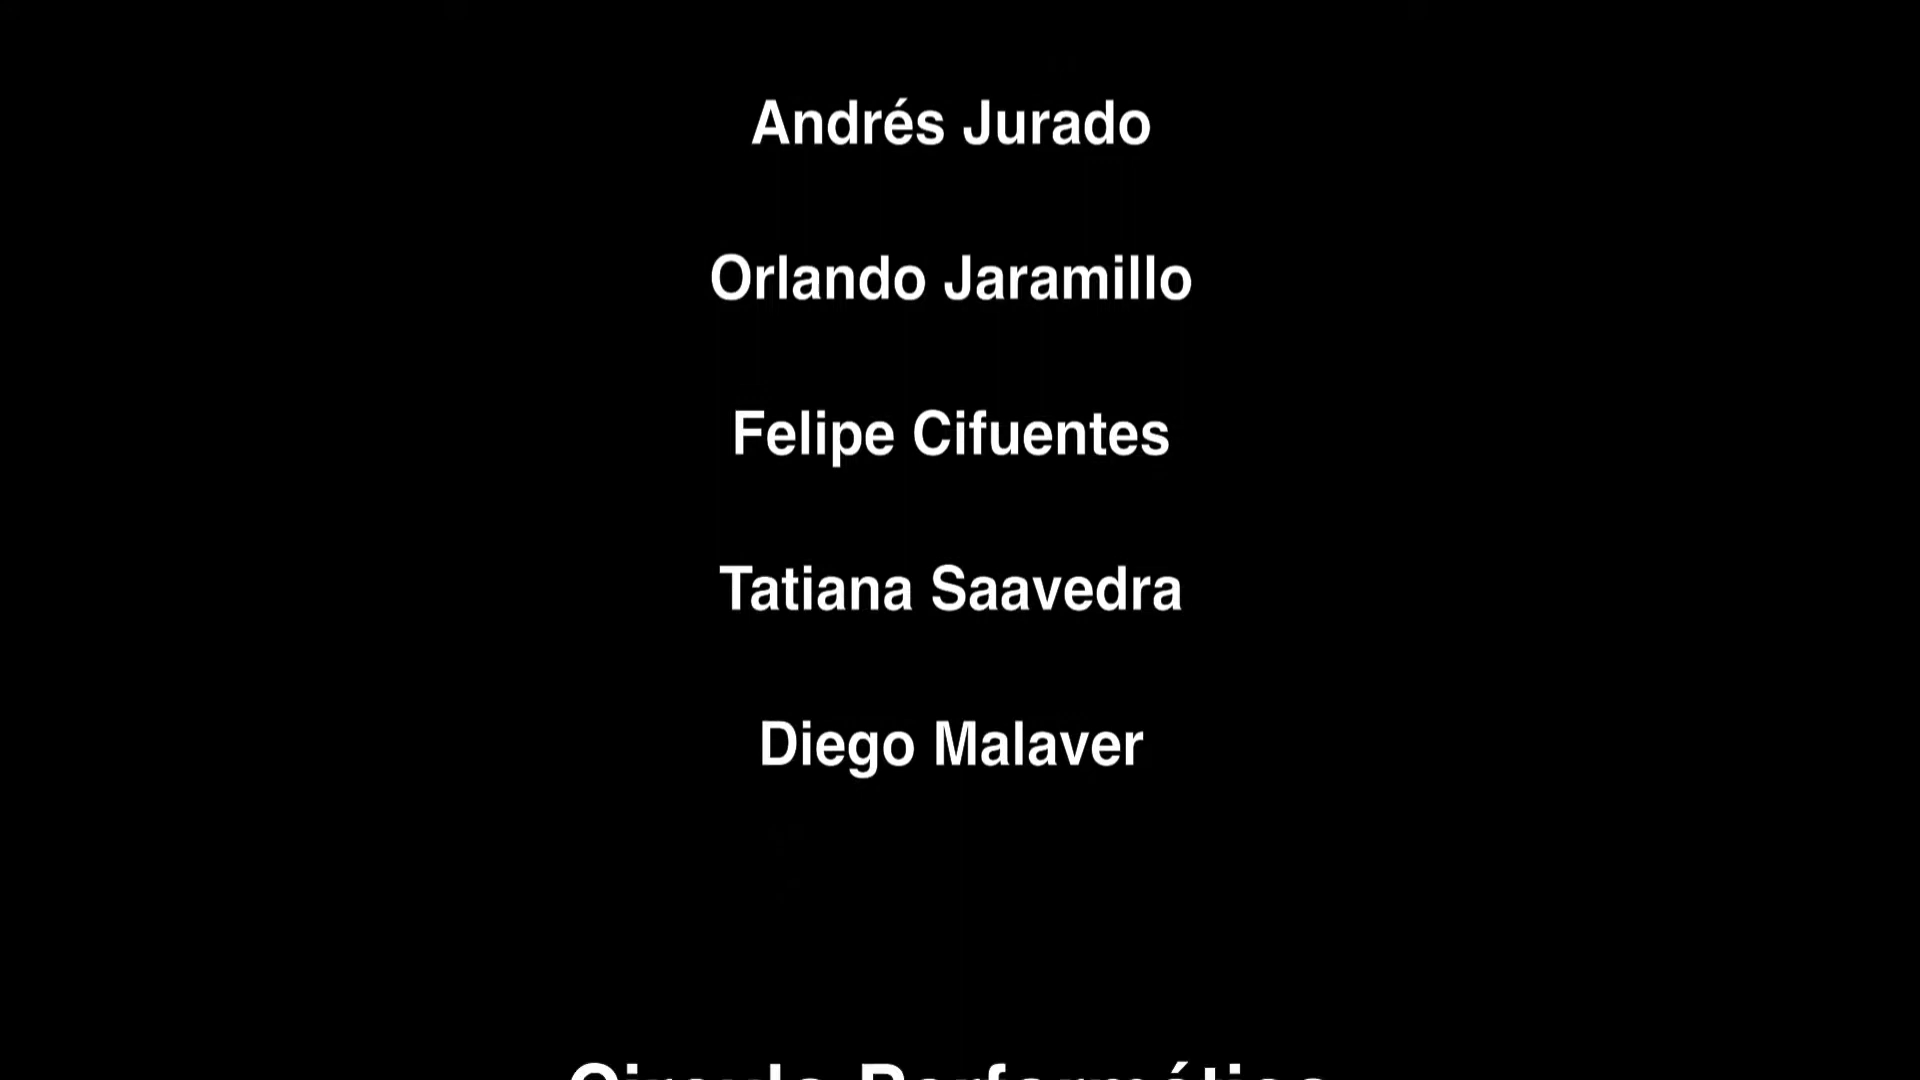 Andrés Jurado
Orlando Jaramillo
Felipe Cifuentes
Tatiana Saavedra
Diego Malaver